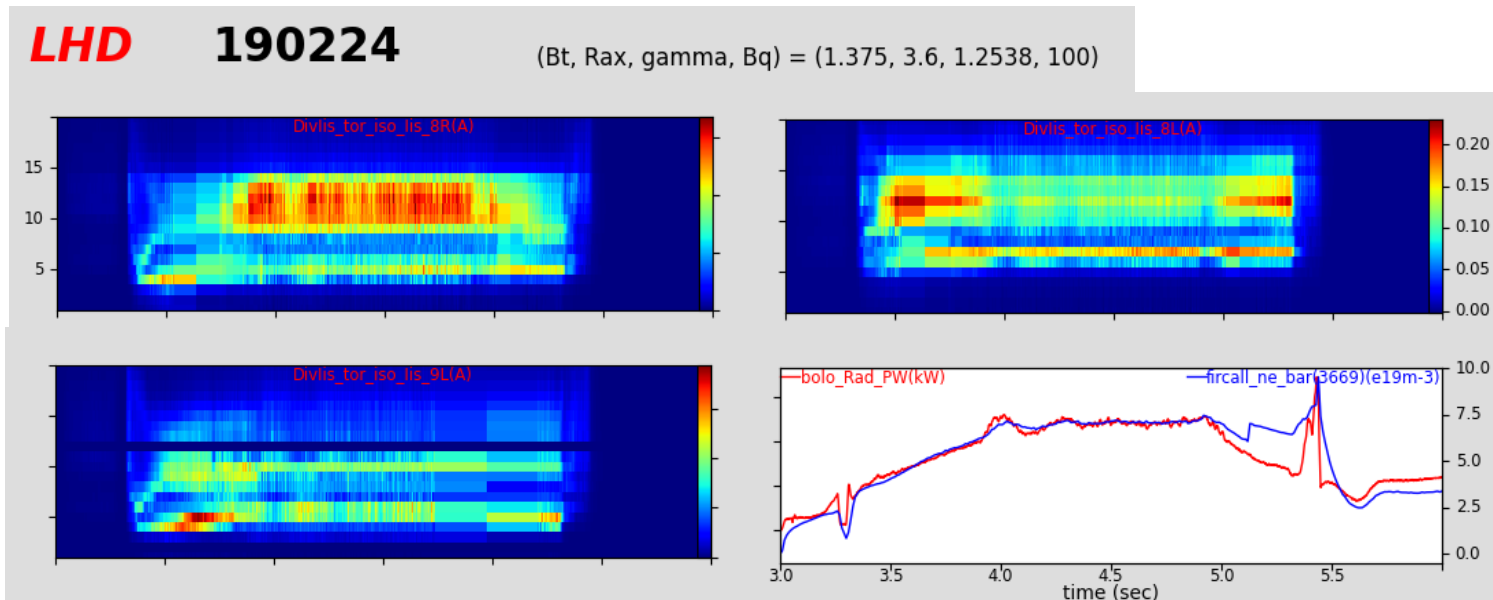 LHD 190224 (Bt, Rax, gamma, Bq) = (1.375, 3.6, 1.2538, 100)
Divlis_tor_iso_lis_8R(A)
15
10
5
Divlis_tor_iso_lis_8L(A)
0.20
0.15
0.10
0.05
0.00
Divlis_tor_iso_lis_9L(A)
bolo_Rad_PW(kW)
fircall_ne_bar(3669)(e19m-3)
10.0
7.5
5.0
2.5
0.0
3.0 3.5 4.0 4.5 5.0 5.5
time (sec)